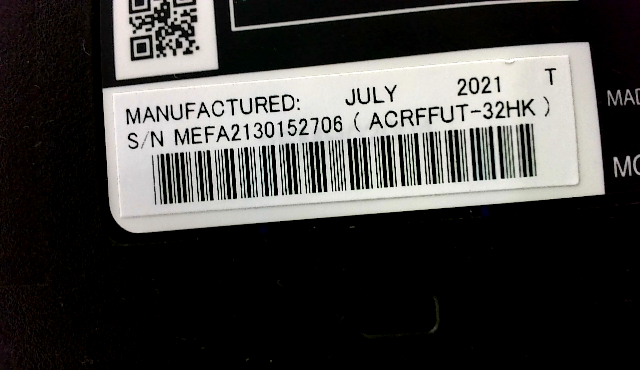 MANUFACTURED: JULY 2021 T
S/N MEFA2130152706 ( ACRFFUT-32HK )